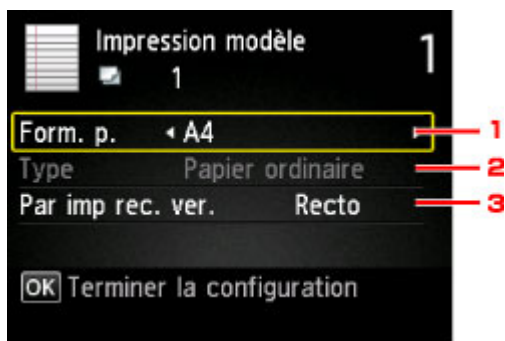 Impression modèle 1
1
Form. p. A4 1
Type Papier ordinaire 2
Par imp rec. ver. Recto 3
OK Terminer la configuration